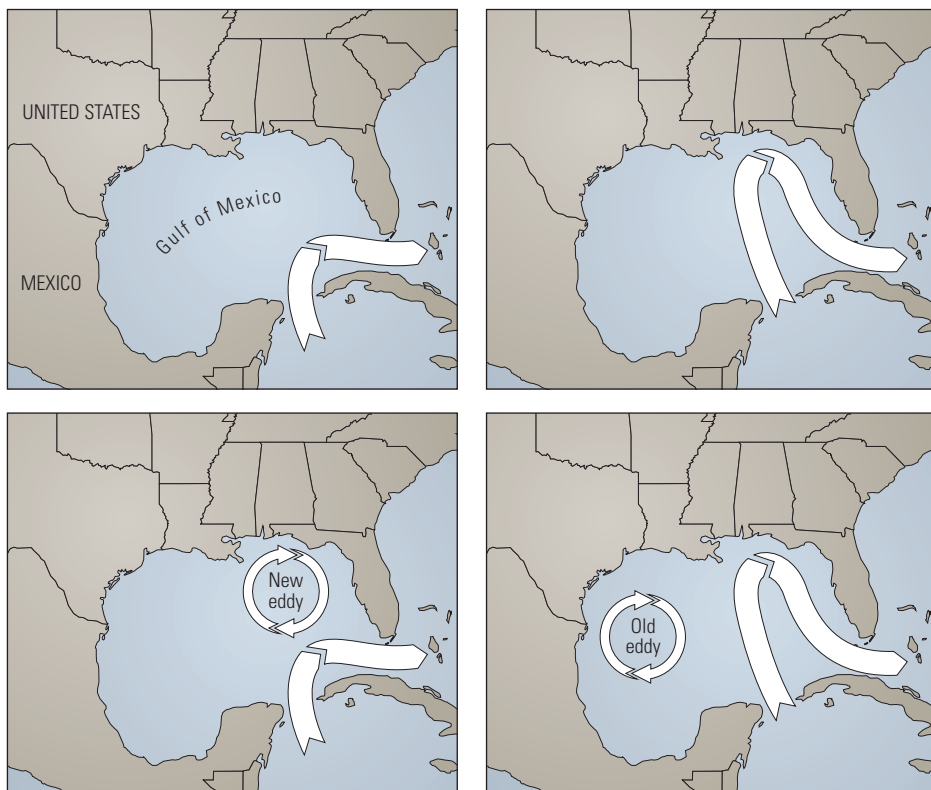 UNITED STATES
Gulf of Mexico
MEXICO
New
eddy
Old
eddy